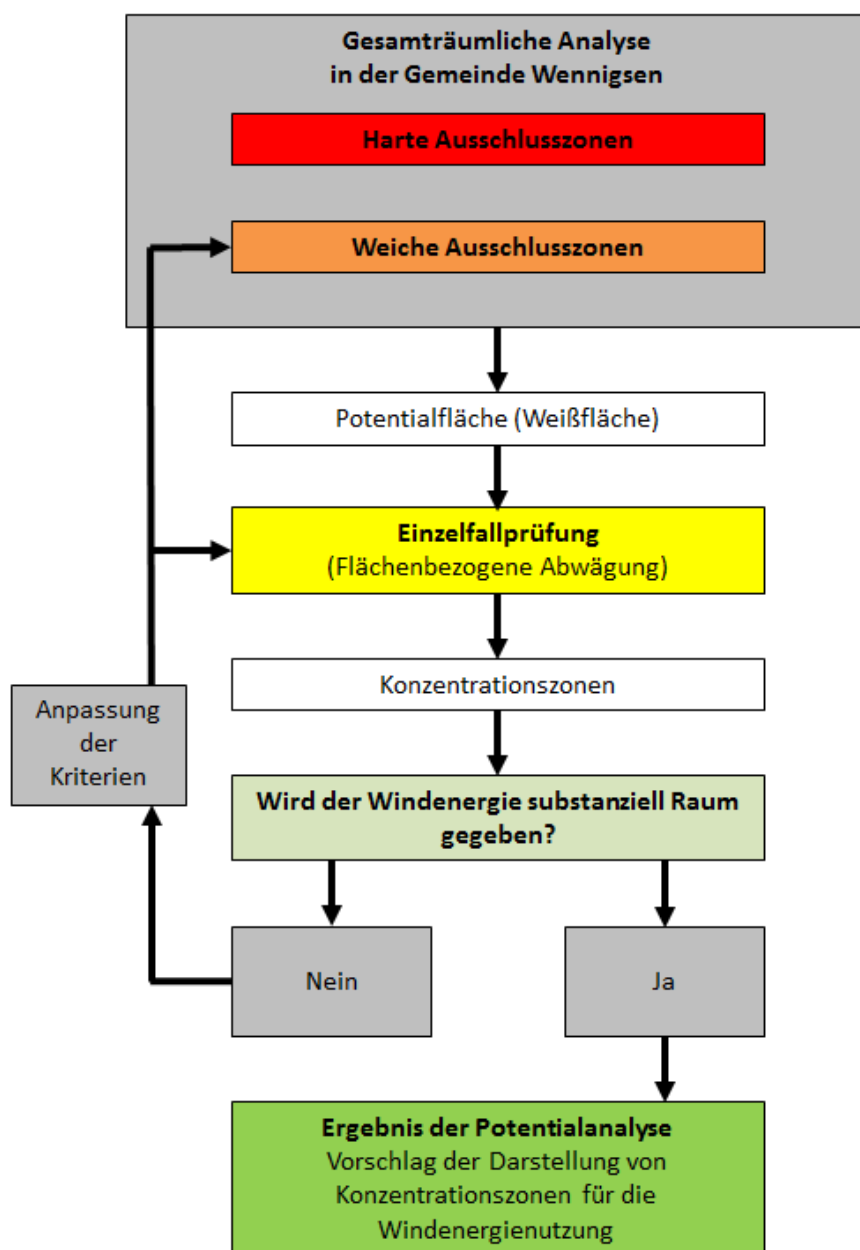 Gesamträumliche Analyse
in der Gemeinde Wennigsen
Harte Ausschlusszonen
Weiche Ausschlusszonen
Potentialfläche (Weißfläche)
Einzelfallprüfung
(Flächenbezogene Abwägung)
Konzentrationszonen
Anpassung
der
Kriterien
Wird der Windenergie substanziell Raum
gegeben?
Nein
Ja
Ergebnis der Potentialanalyse
Vorschlag der Darstellung von
Konzentrationszonen für die
Windenergienutzung